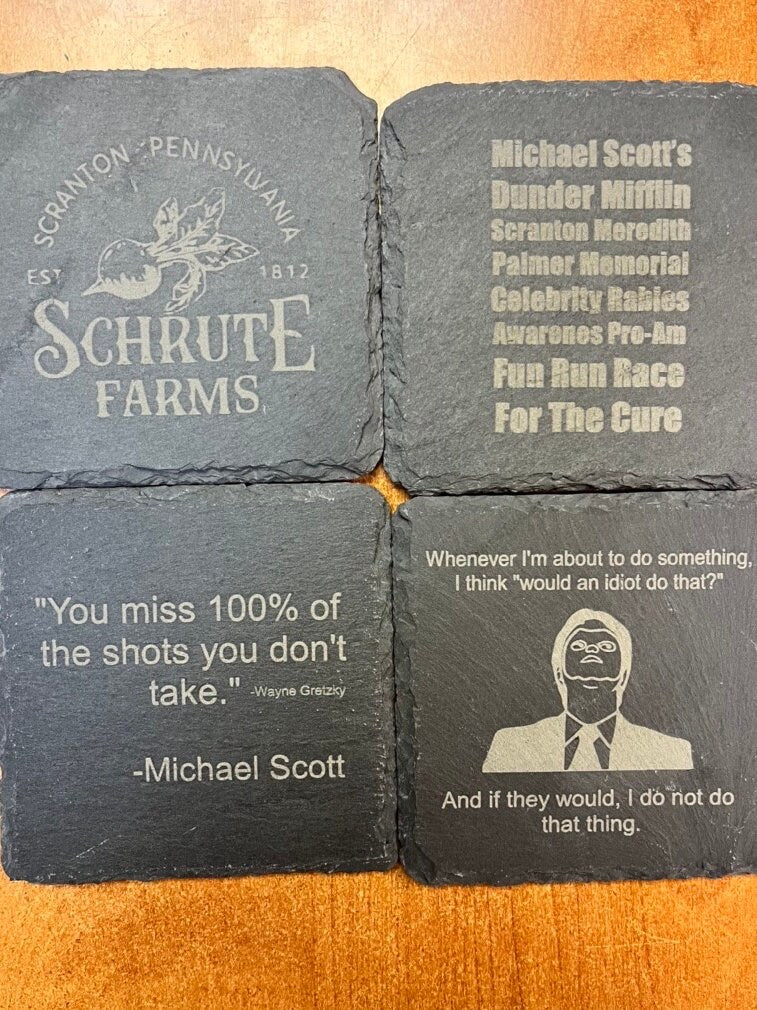 SCRANTON PENNSYLVANIA
EST 1812
SCHRUTE
FARMS
Michael Scott's
Dunder Mifflin
Scranton Meredith
Palmer Memorial
Celebrity Rabies
Awarenes Pro-Am
Fun Run Race
For The Cure
"You miss 100% of
the shots you don't
take." -Wayne Gretzky
-Michael Scott
Whenever I'm about to do something,
I think "would an idiot do that?"
And if they would, I do not do
that thing.